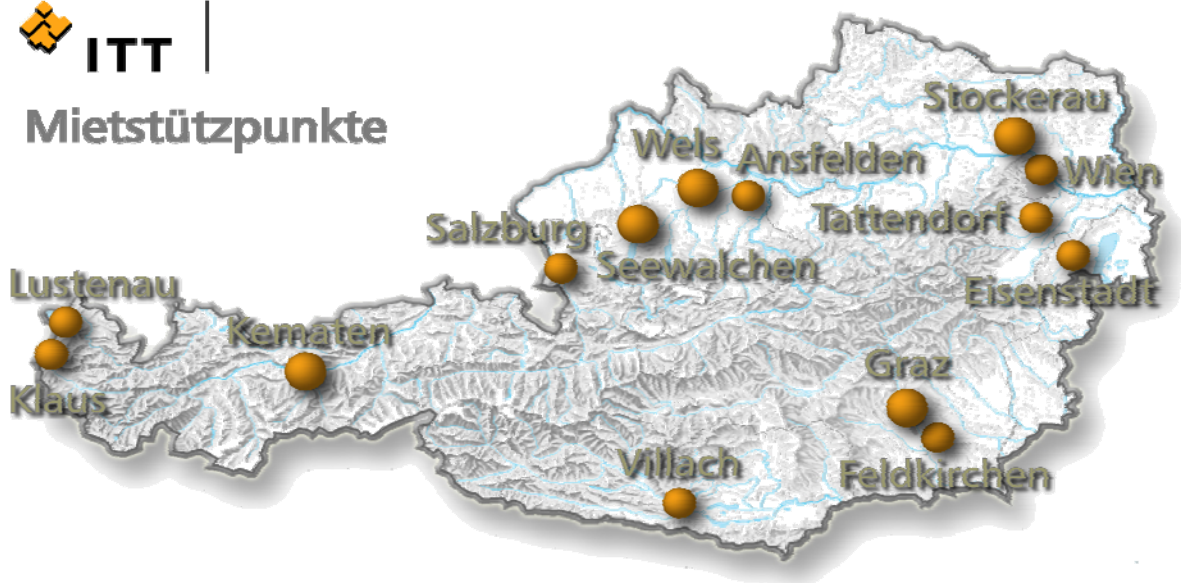 ITT
Mietstützpunkte
Stockerau
Wels
Ansfelden
Wien
Salzburg
Tattendorf
Seewalchen
Lustenau
Eisenstadt
Kematen
Graz
Klaus
Villach
Feldkirchen